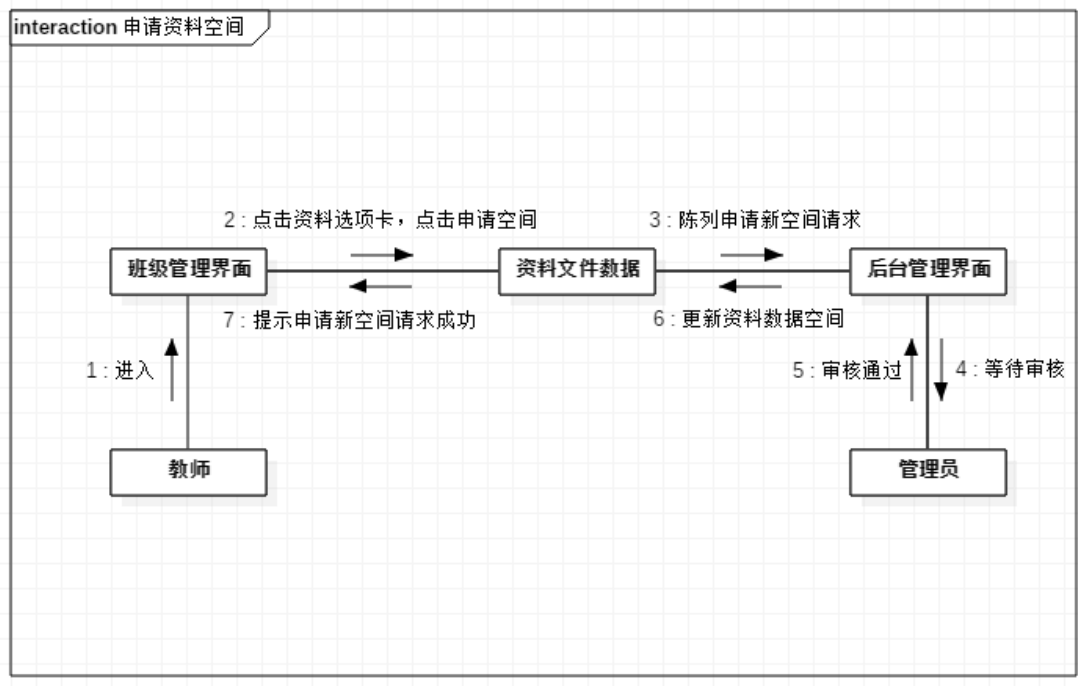 interaction 申请资料空间
2 : 点击资料选项卡，点击申请空间
3 : 陈列申请新空间请求
班级管理界面
资料文件数据
后台管理界面
7 : 提示申请新空间请求成功
6 : 更新资料数据空间
1 : 进入
5 : 审核通过
4 : 等待审核
教师
管理员